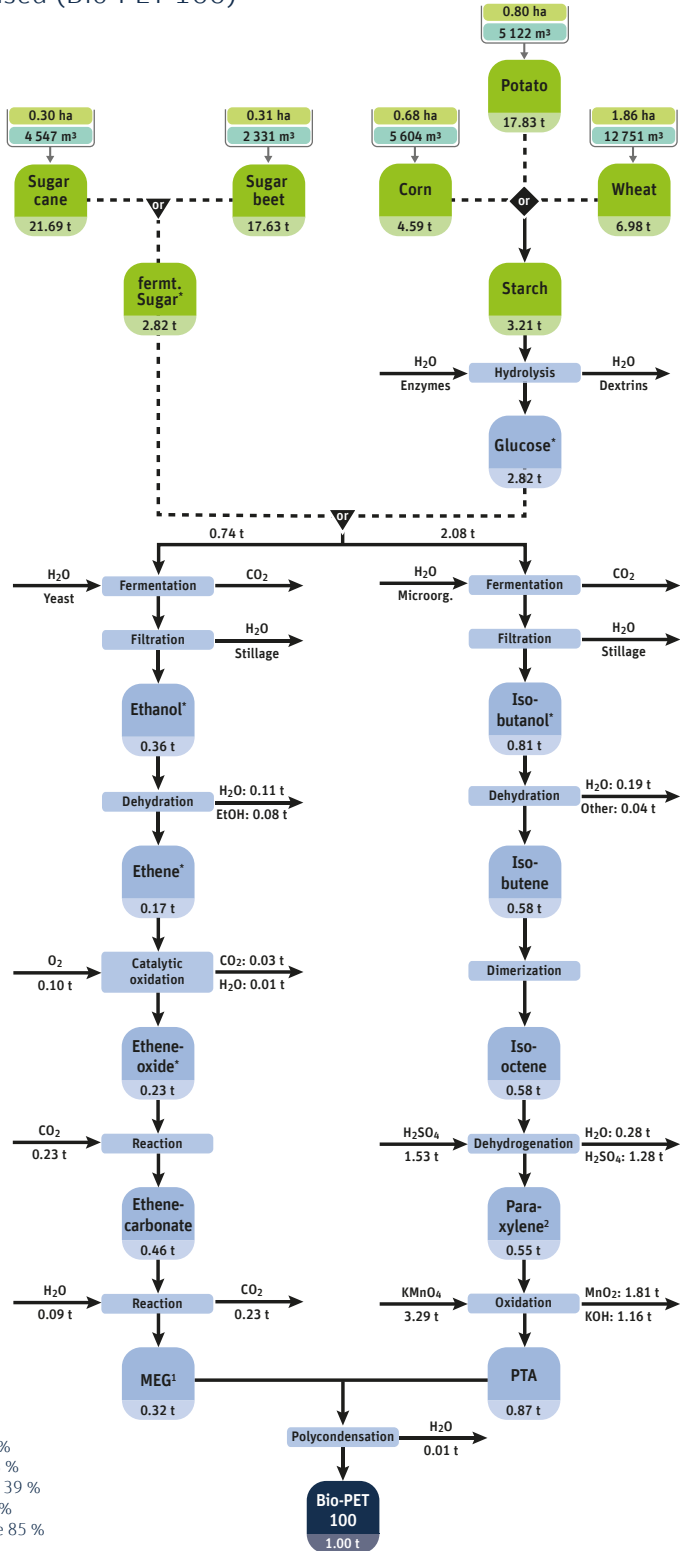 (Bio-PET 100)
0.80 ha
5 122 m³
Potato
17.83 t
0.30 ha
4 547 m³
Sugar
cane
21.69 t
0.31 ha
2 331 m³
Sugar
beet
17.63 t
0.68 ha
5 604 m³
Corn
4.59 t
1.86 ha
12 751 m³
Wheat
6.98 t
or
or
fermt.
Sugar*
2.82 t
Starch
3.21 t
H₂O
Enzymes
Hydrolysis
H₂O
Dextrins
Glucose*
2.82 t
or
0.74 t
2.08 t
H₂O
Yeast
Fermentation
CO₂
Filtration
H₂O
Stillage
Ethanol*
0.36 t
Dehydration
H₂O: 0.11 t
EtOH: 0.08 t
Ethene*
0.17 t
O₂
0.10 t
Catalytic
oxidation
CO₂: 0.03 t
H₂O: 0.01 t
Ethene-
oxide*
0.23 t
CO₂
0.23 t
Reaction
Ethene-
carbonate
0.46 t
H₂O
0.09 t
Reaction
CO₂
0.23 t
MEG¹
0.32 t
H₂O
Microorg.
Fermentation
CO₂
Filtration
H₂O
Stillage
Iso-
butanol*
0.81 t
Dehydration
H₂O: 0.19 t
Other: 0.04 t
Iso-
butene
0.58 t
Dimerization
Iso-
octene
0.58 t
H₂SO₄
1.53 t
Dehydrogenation
H₂O: 0.28 t
H₂SO₄: 1.28 t
Para-
xylene²
0.55 t
KMnO₄
3.29 t
Oxidation
MnO₂: 1.81 t
KOH: 1.16 t
PTA
0.87 t
Polycondensation
H₂O
0.01 t
Bio-PET
100
1.00 t
%
%
39 %
%
85 %